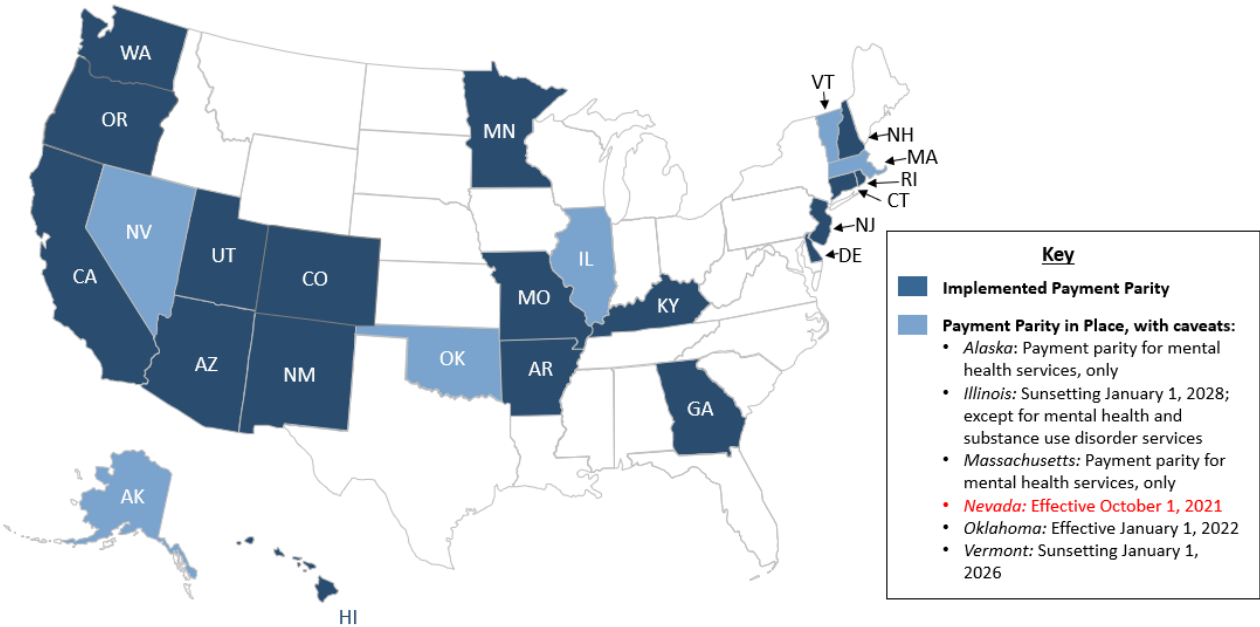 WA
OR
CA
NV
UT
AZ
CO
NM
MN
MO
AR
OK
IL
KY
GA
AK
HI
VT
NH
MA
RI
CT
NJ
DE
Key
Implemented Payment Parity
Payment Parity in Place, with caveats:
• Alaska: Payment parity for mental
health services, only
• Illinois: Sunsetting January 1, 2028;
except for mental health and
substance use disorder services
• Massachusetts: Payment parity for
mental health services, only
• Nevada: Effective October 1, 2021
• Oklahoma: Effective January 1, 2022
• Vermont: Sunsetting January 1,
2026